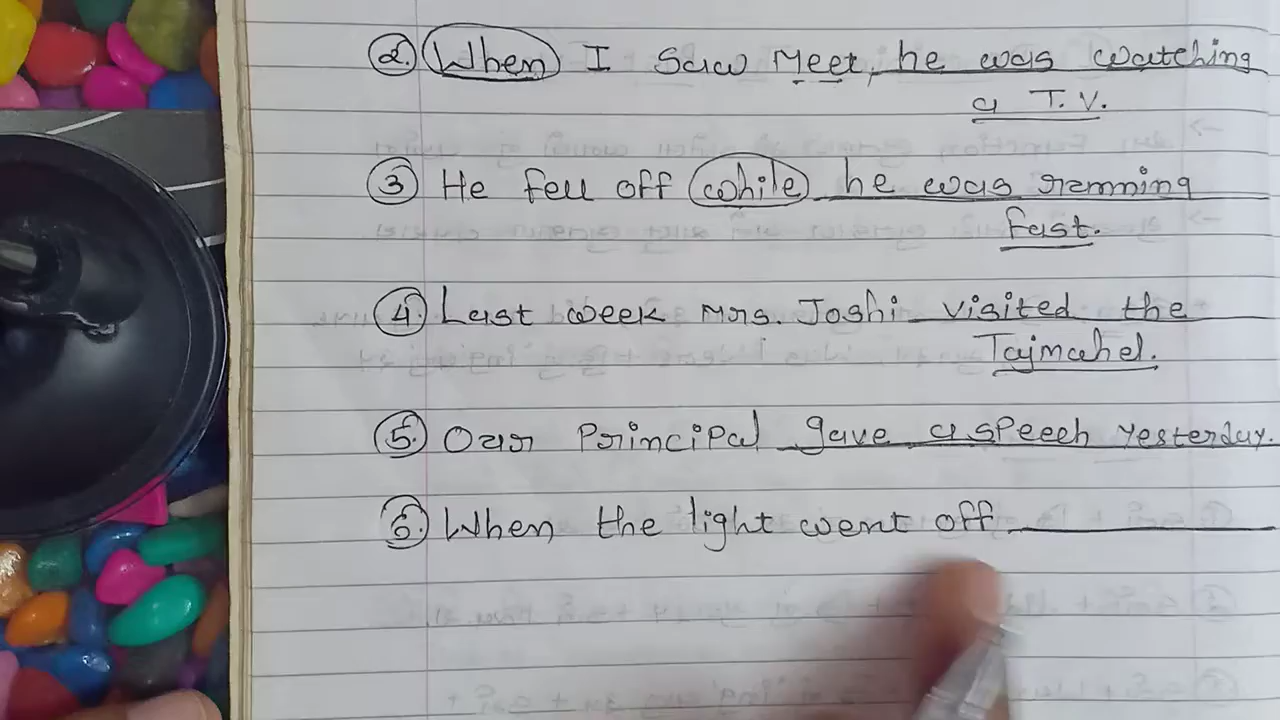 ② When I saw Meet, he was watching
a T.V.
③ He fell off while he was running
fast.
④ Last week Mrs. Joshi visited the
Tajmahel.
⑤ Our Principal gave a speech yesterday.
⑥ When the light went off